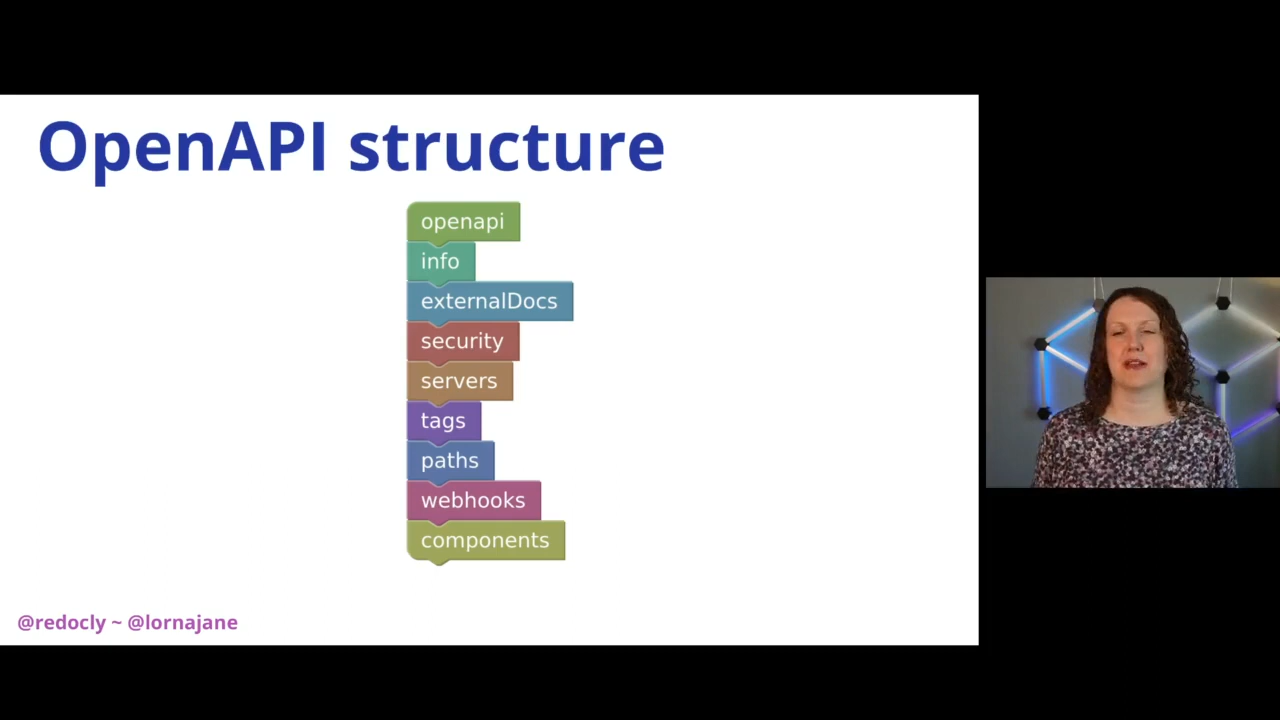 OpenAPI structure
openapi
info
externalDocs
security
servers
tags
paths
webhooks
components
@redocly ~ @lornajane